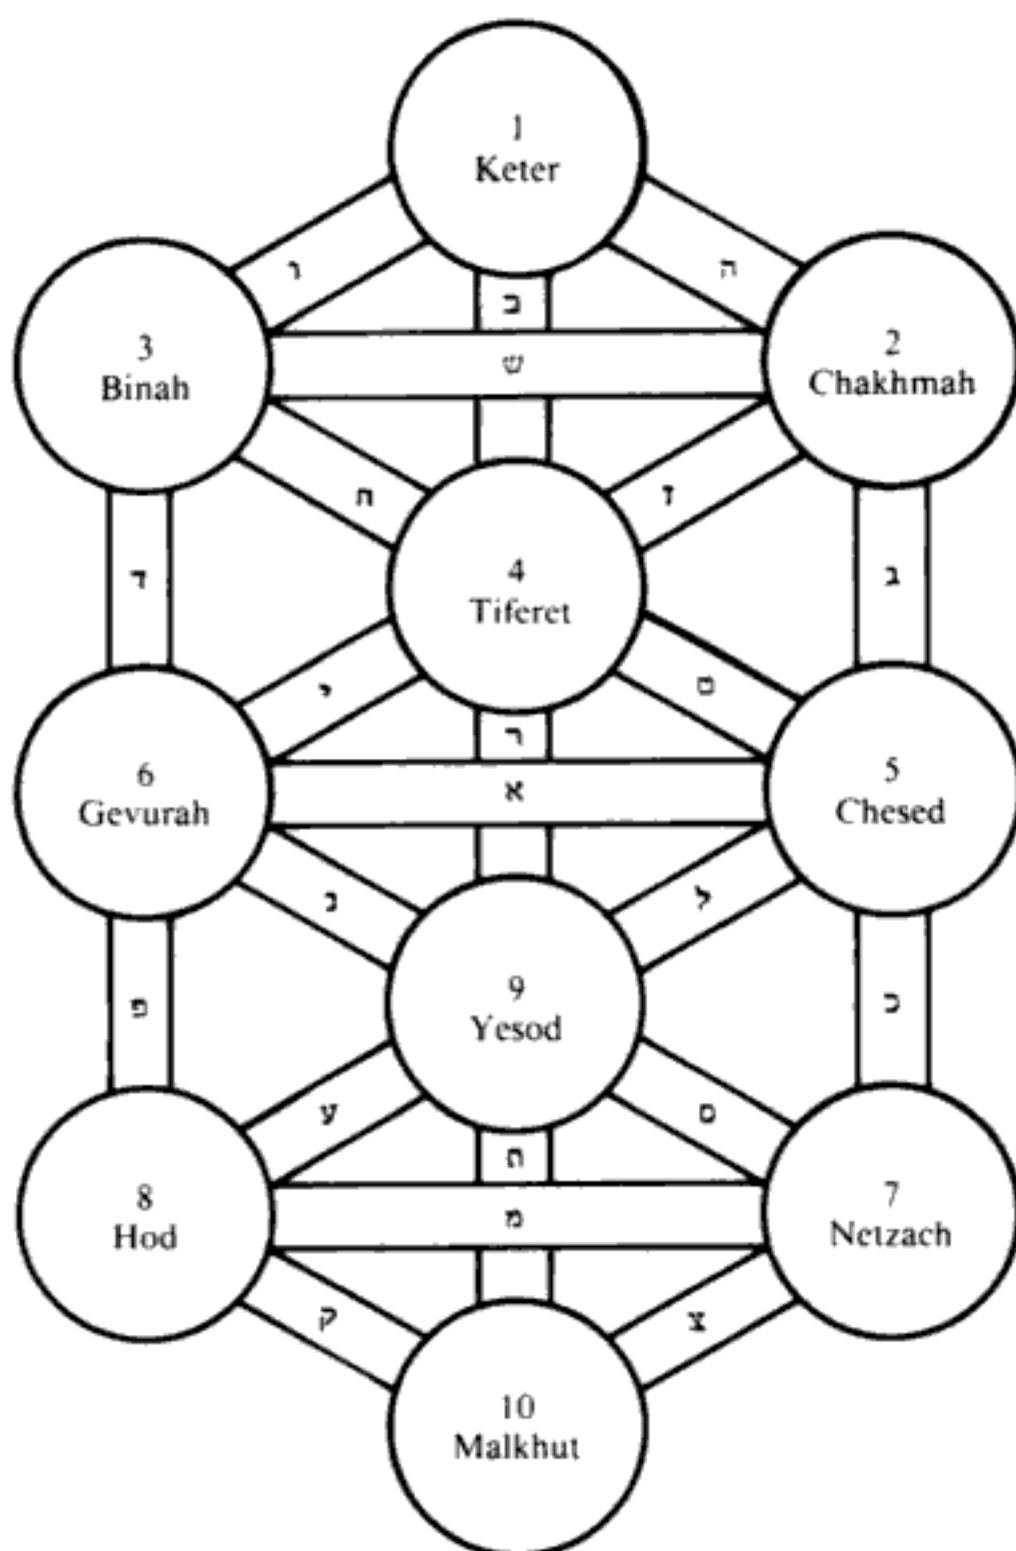 1
Keter
ו
ה
ב
3
Binah
ש
2
Chakhmah
ח
ז
ד
4
Tiferet
ב
י
ט
ר
6
Gevurah
א
5
Chesed
נ
ל
פ
9
Yesod
כ
ע
ס
ת
8
Hod
מ
7
Netzach
ק
צ
10
Malkhut